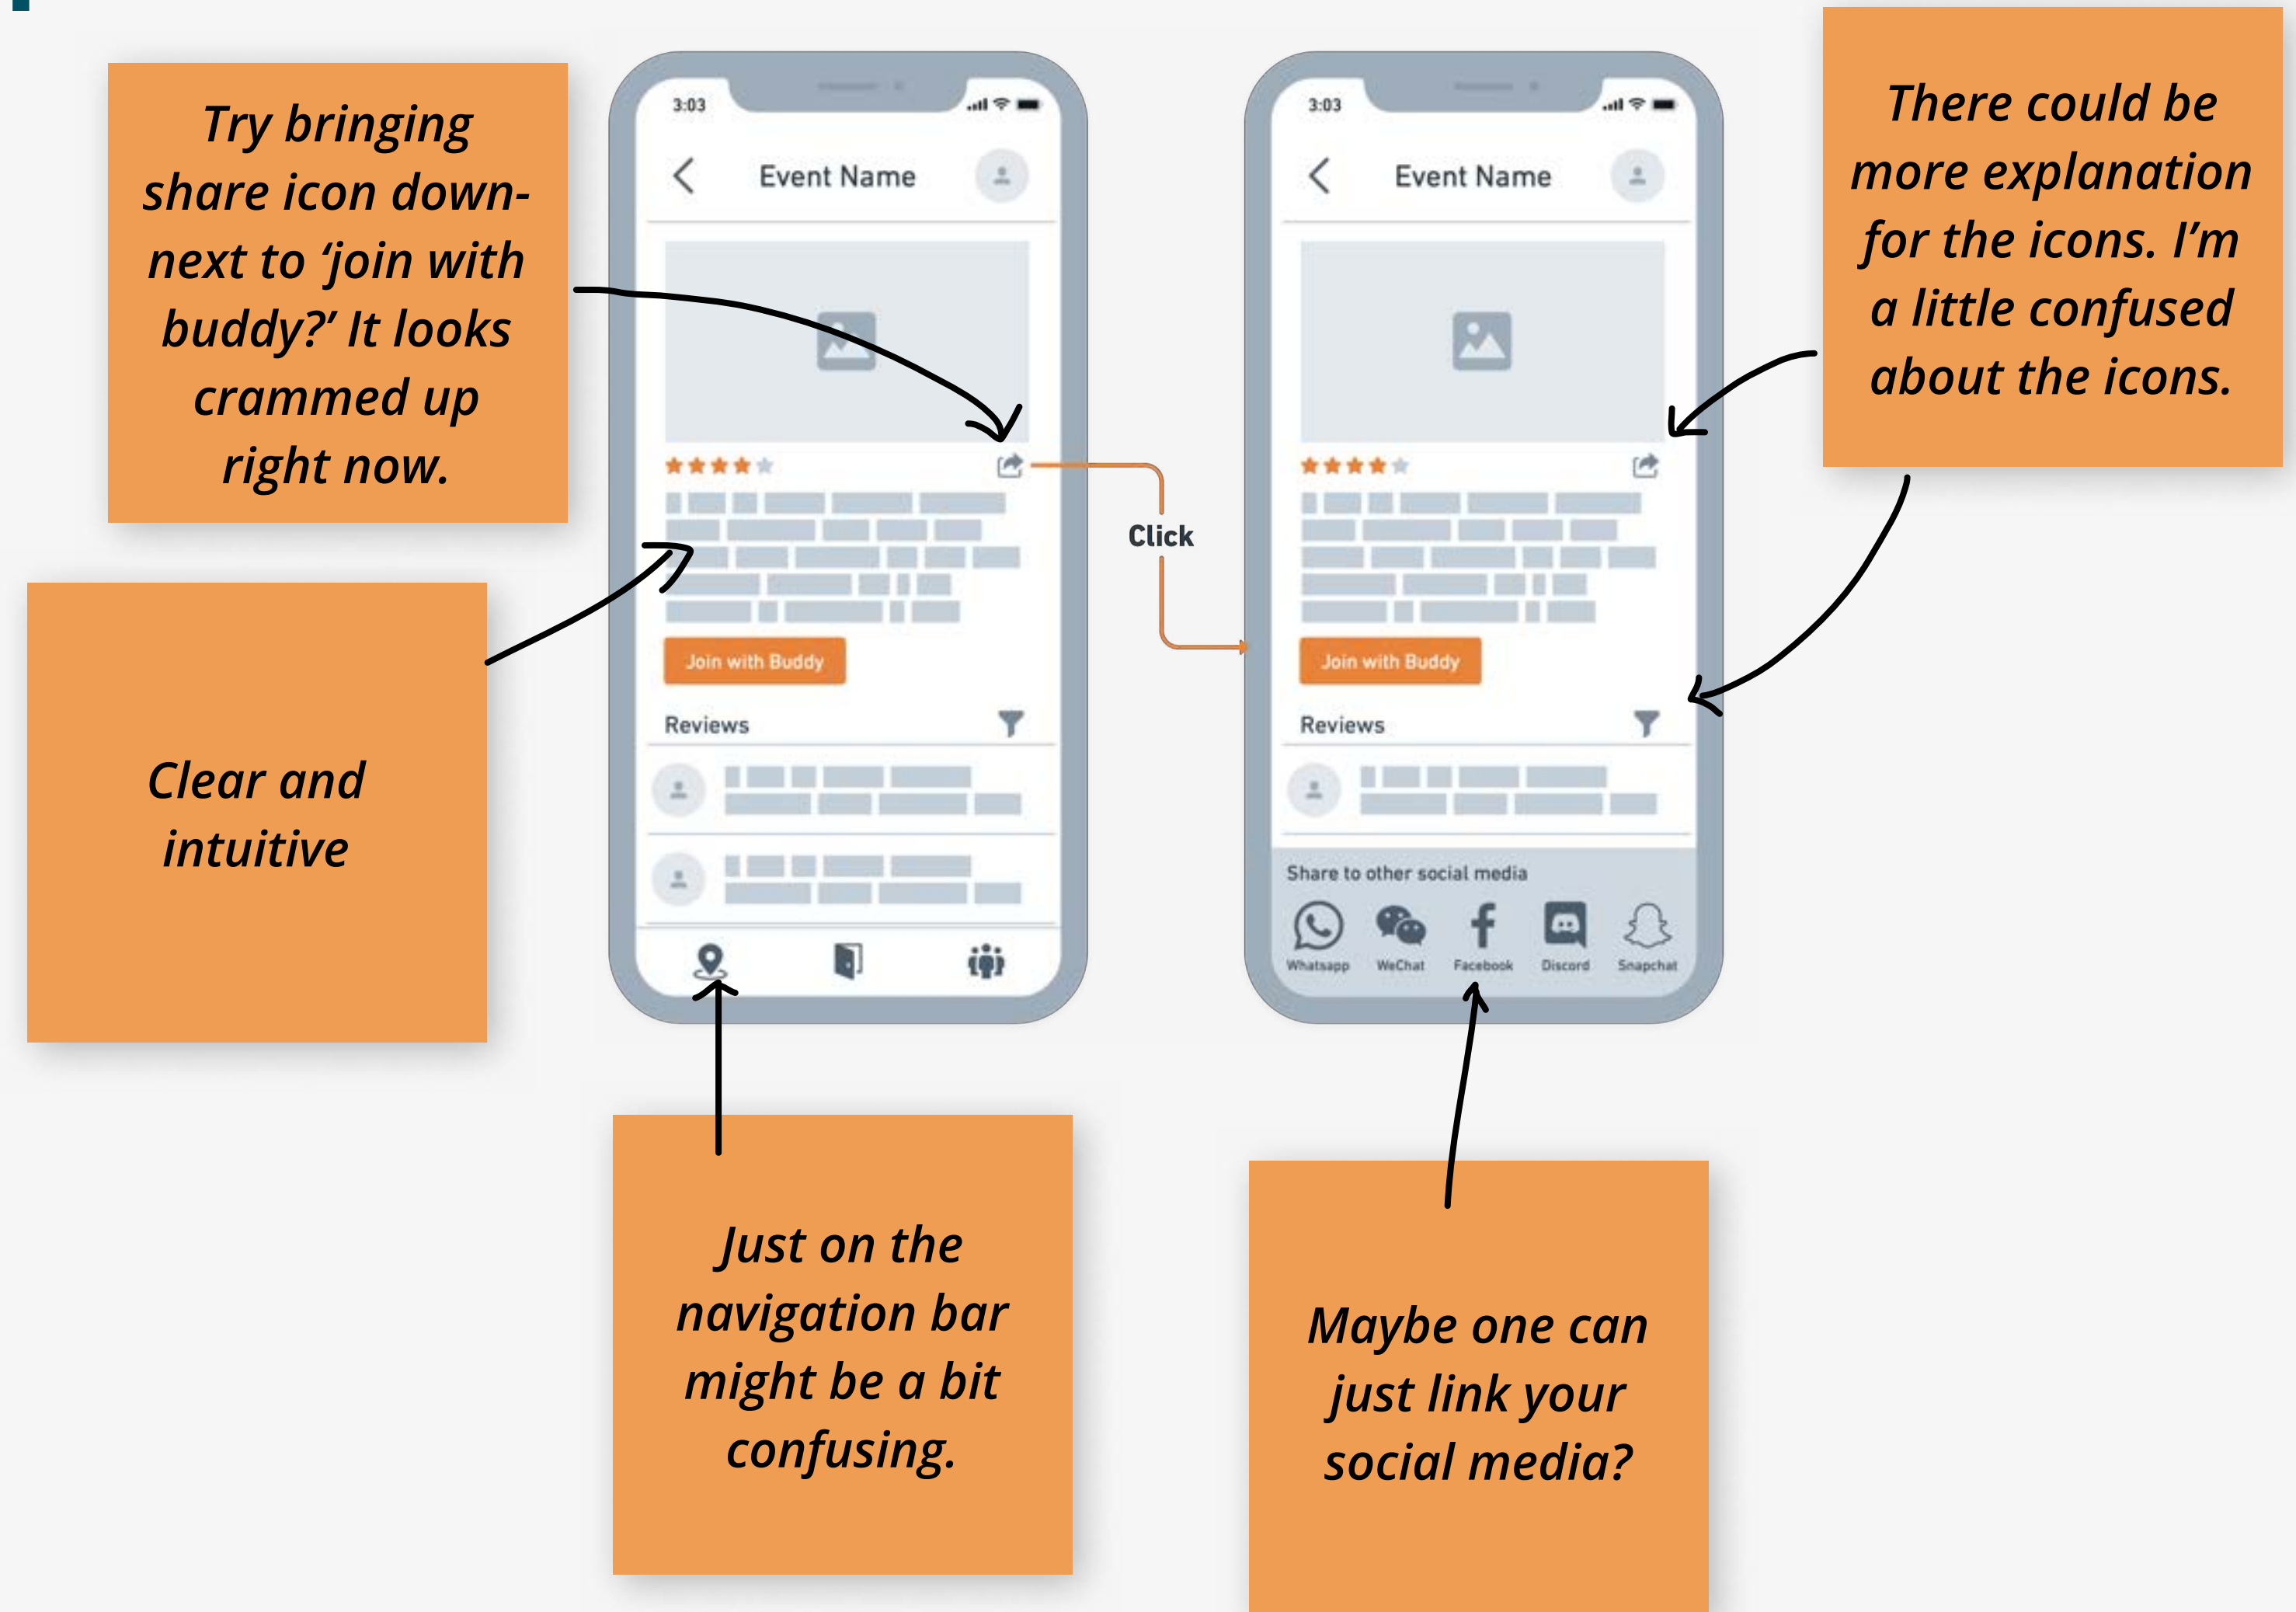 Try bringing
share icon down-
next to ‘join with
buddy?’ It looks
crammed up
right now.
Clear and
intuitive
3:03
Event Name
Join with Buddy
Reviews
Click
3:03
Event Name
Join with Buddy
Reviews
Share to other social media
Whatsapp WeChat Facebook Discord Snapchat
There could be
more explanation
for the icons. I’m
a little confused
about the icons.
Just on the
navigation bar
might be a bit
confusing.
Maybe one can
just link your
social media?